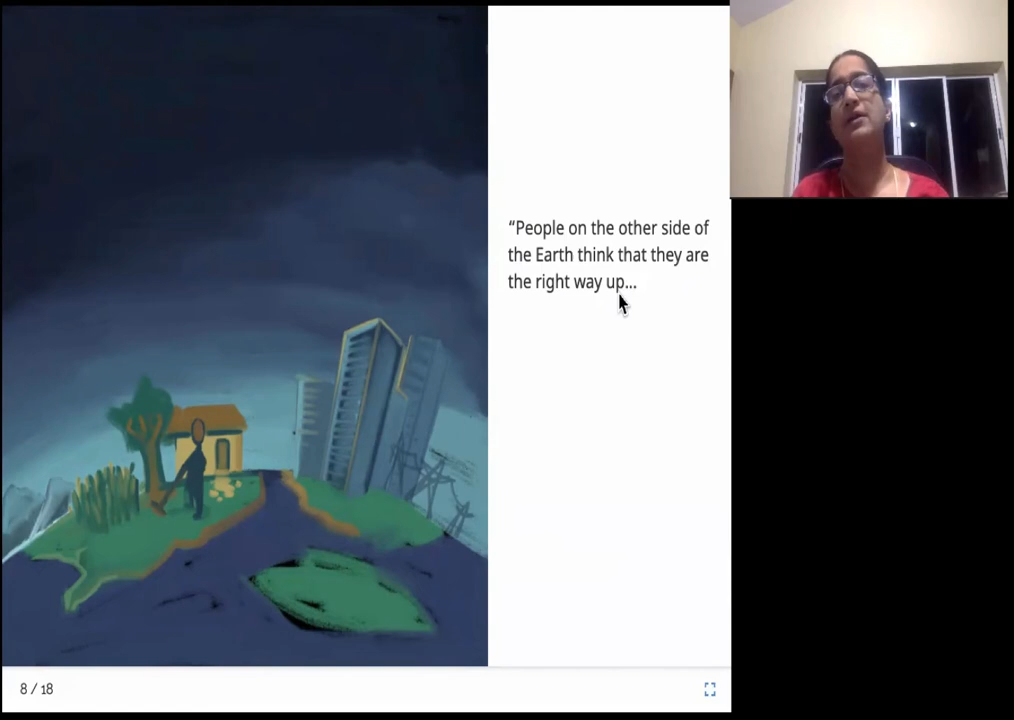 “People on the other side of
the Earth think that they are
the right way up...
8 / 18